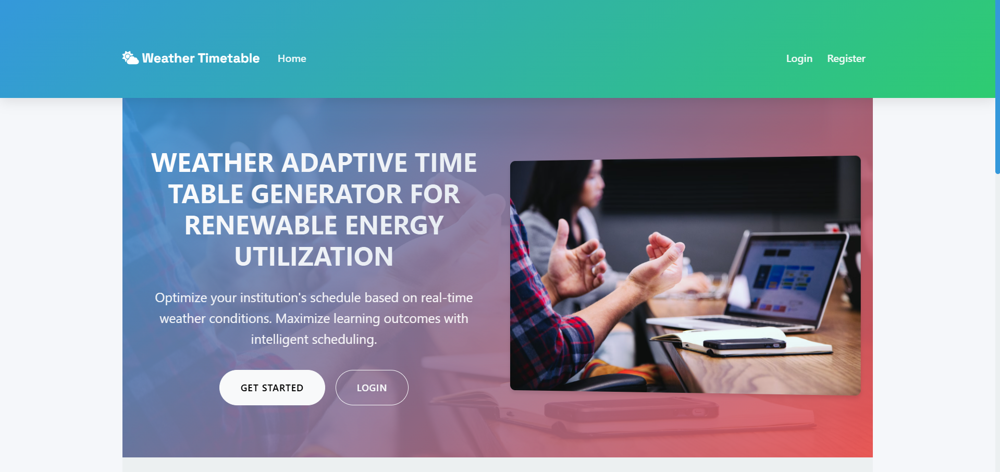 Weather Timetable
Home
Login
Register
WEATHER ADAPTIVE TIME
TABLE GENERATOR FOR
RENEWABLE ENERGY
UTILIZATION
Optimize your institution's schedule based on real-time
weather conditions. Maximize learning outcomes with
intelligent scheduling.
GET STARTED
LOGIN